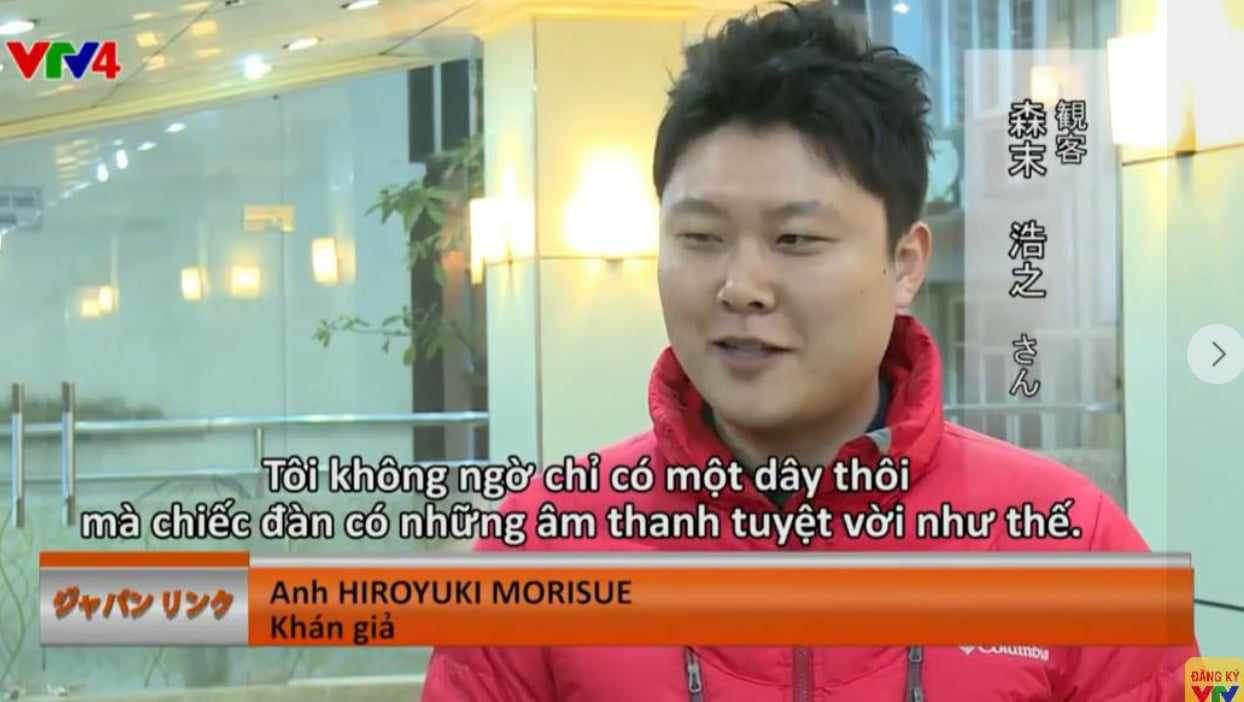 VTV4
観客
森末 浩之 さん
Tôi không ngờ chỉ có một dây thôi
mà chiếc đàn có những âm thanh tuyệt vời như thế.
ジャパン リンク
Anh HIROYUKI MORISUE
Khán giả
Columbia
ĐĂNG KÝ
VTV